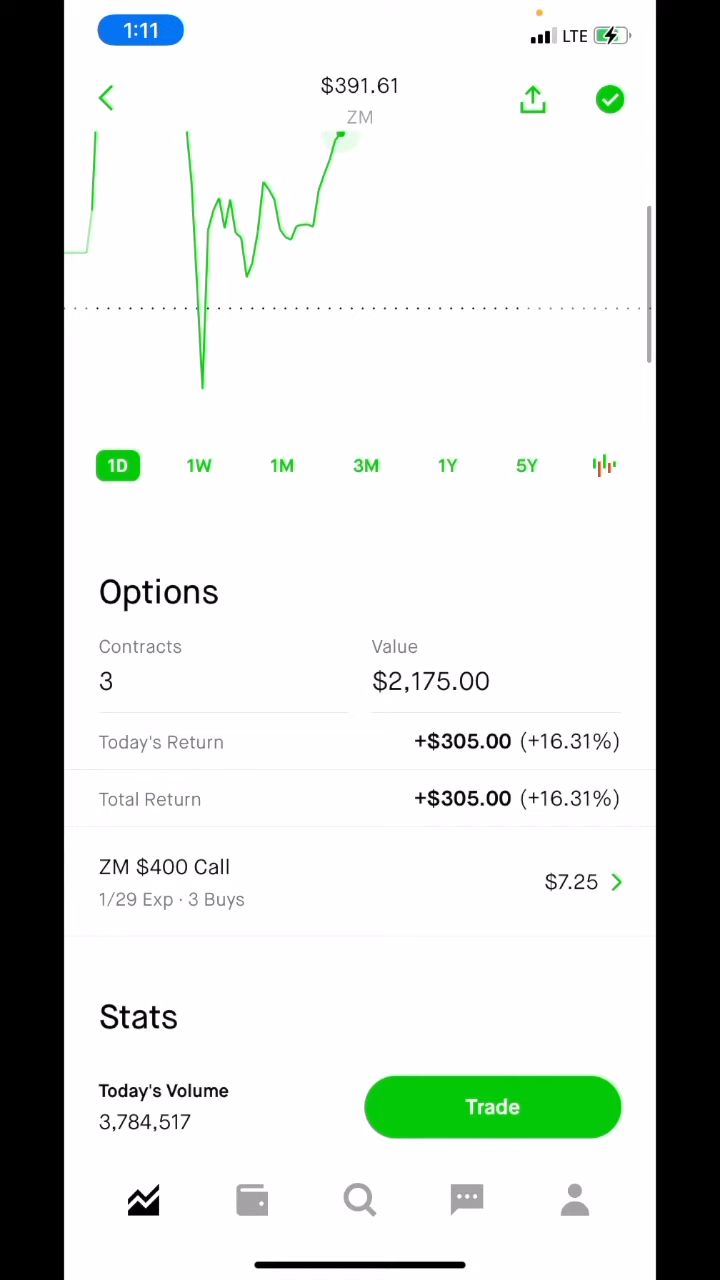 1:11
LTE
$391.61
ZM
1D 1W 1M 3M 1Y 5Y
Options
Contracts Value
3 $2,175.00
Today's Return +$305.00 (+16.31%)
Total Return +$305.00 (+16.31%)
ZM $400 Call
$7.25
1/29 Exp · 3 Buys
Stats
Today's Volume
Trade
3,784,517